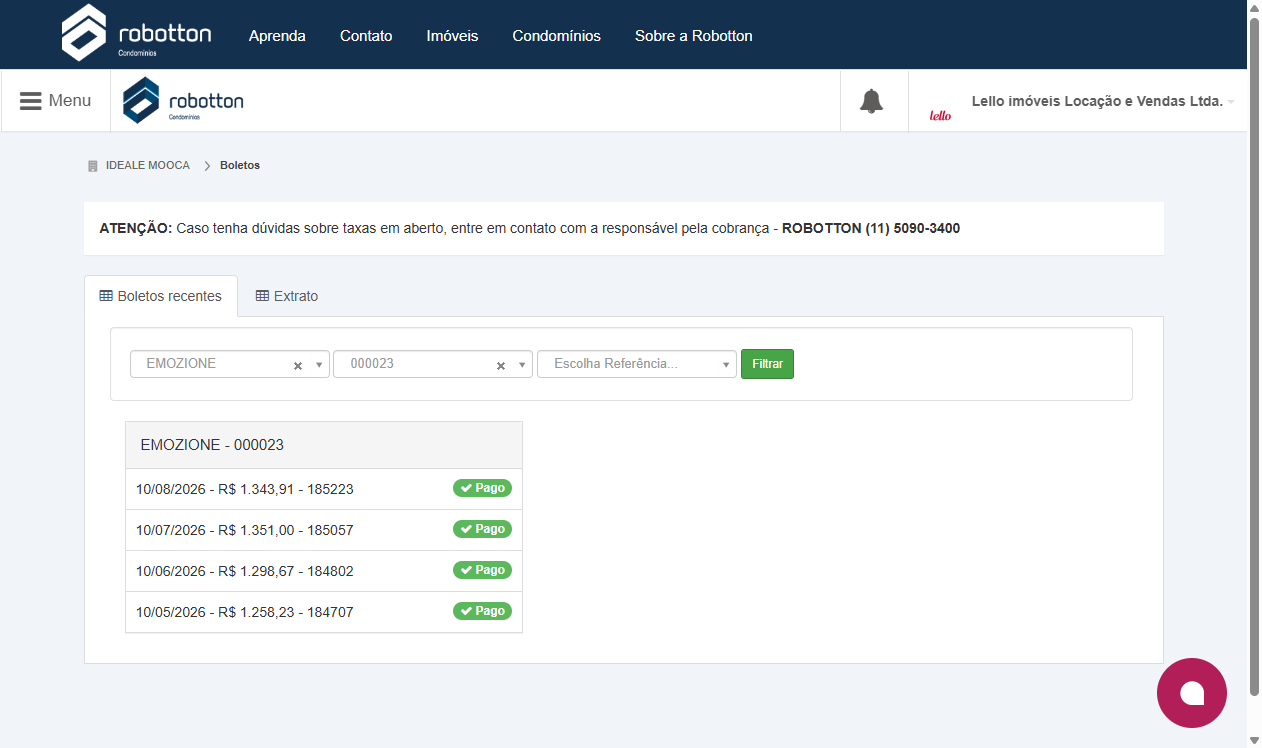 robotton
Condomínios
Aprenda Contato Imóveis Condomínios Sobre a Robotton
Menu
robotton
Condomínios
lello
Lello imóveis Locação e Vendas Ltda.
IDEALE MOOCA > Boletos
ATENÇÃO: Caso tenha dúvidas sobre taxas em aberto, entre em contato com a responsável pela cobrança - ROBOTTON (11) 5090-3400
Boletos recentes Extrato
EMOZIONE × 000023 × Escolha Referência... Filtrar
EMOZIONE - 000023
10/08/2026 - R$ 1.343,91 - 185223 Pago
10/07/2026 - R$ 1.351,00 - 185057 Pago
10/06/2026 - R$ 1.298,67 - 184802 Pago
10/05/2026 - R$ 1.258,23 - 184707 Pago